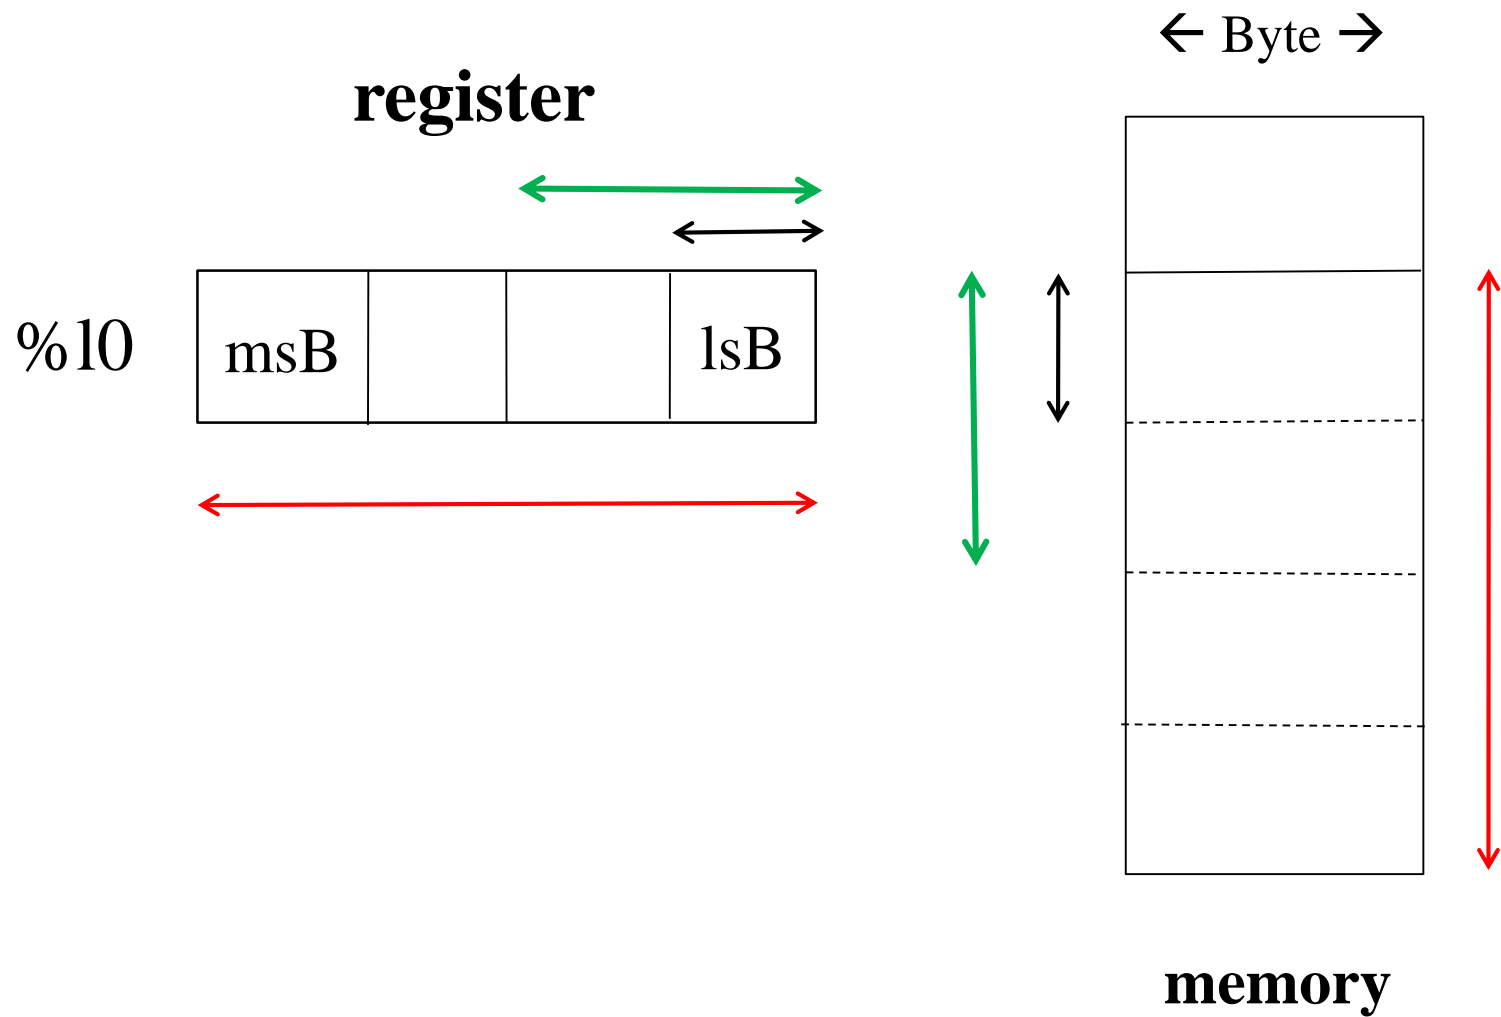 ← Byte →
register
%l0
msB
lsB
memory